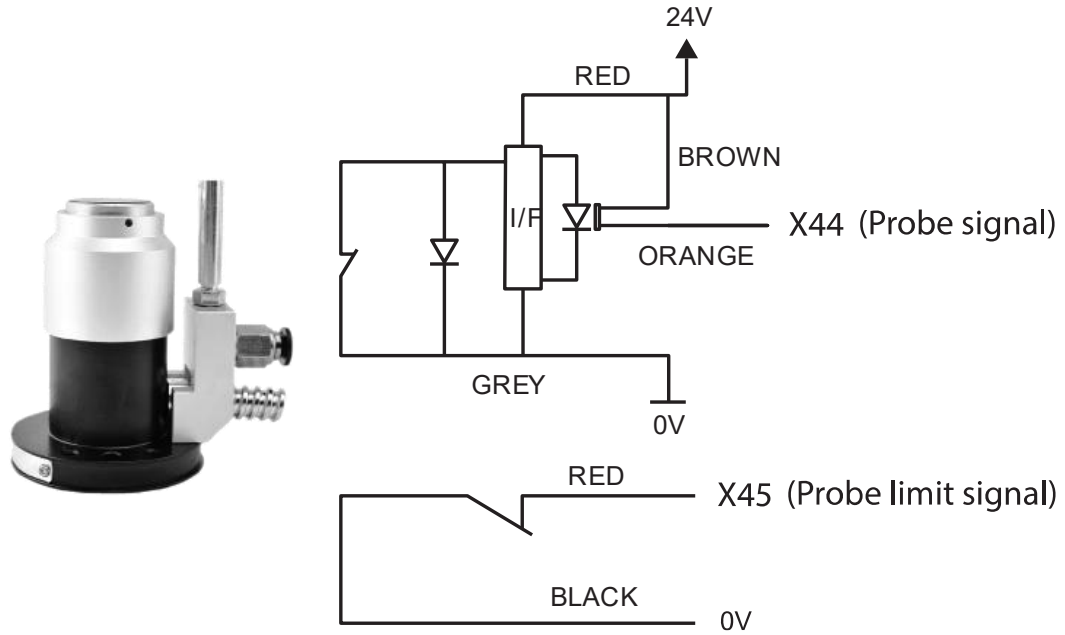 24V
RED
BROWN
I/F
X44 (Probe signal)
ORANGE
GREY
0V
RED
X45 (Probe limit signal)
BLACK
0V